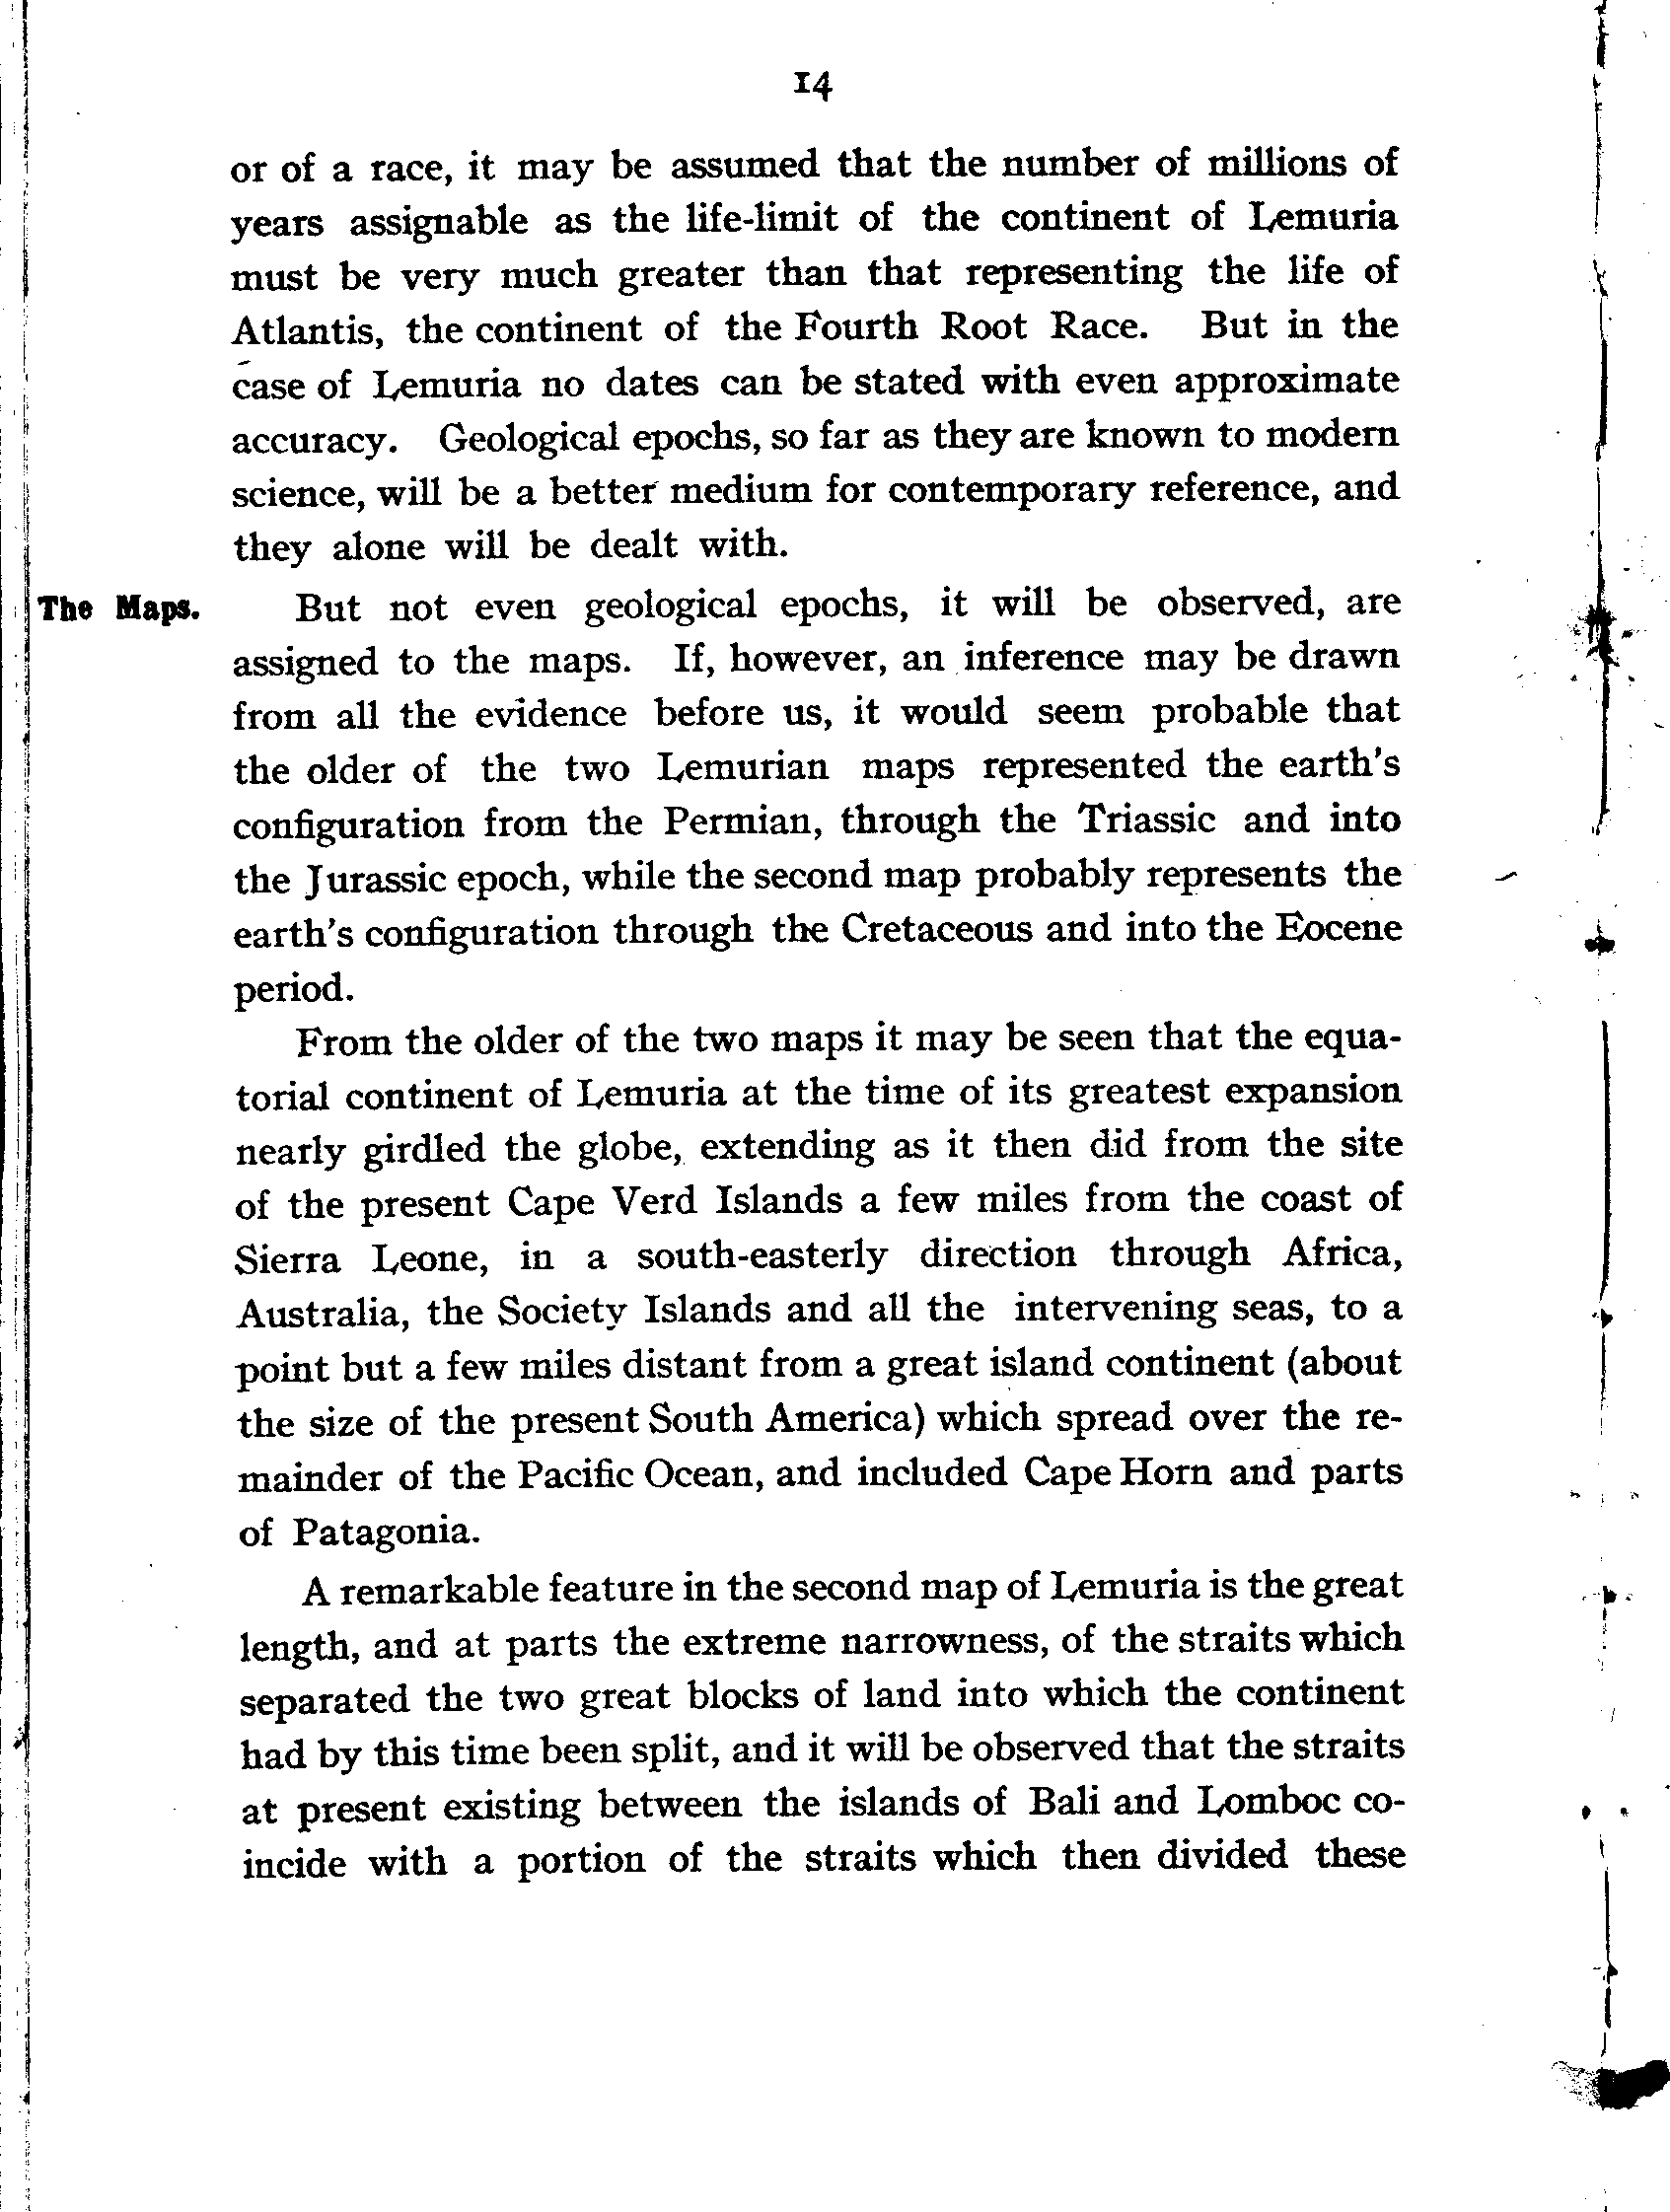 14
or of a race, it may be assumed that the number of millions of
years assignable as the life-limit of the continent of Lemuria
must be very much greater than that representing the life of
Atlantis, the continent of the Fourth Root Race. But in the
case of Lemuria no dates can be stated with even approximate
accuracy. Geological epochs, so far as they are known to modern
science, will be a better medium for contemporary reference, and
they alone will be dealt with.
The Maps.
But not even geological epochs, it will be observed, are
assigned to the maps. If, however, an inference may be drawn
from all the evidence before us, it would seem probable that
the older of the two Lemurian maps represented the earth's
configuration from the Permian, through the Triassic and into
the Jurassic epoch, while the second map probably represents the
earth's configuration through the Cretaceous and into the Eocene
period.
From the older of the two maps it may be seen that the equa-
torial continent of Lemuria at the time of its greatest expansion
nearly girdled the globe, extending as it then did from the site
of the present Cape Verd Islands a few miles from the coast of
Sierra Leone, in a south-easterly direction through Africa,
Australia, the Society Islands and all the intervening seas, to a
point but a few miles distant from a great island continent (about
the size of the present South America) which spread over the re-
mainder of the Pacific Ocean, and included Cape Horn and parts
of Patagonia.
A remarkable feature in the second map of Lemuria is the great
length, and at parts the extreme narrowness, of the straits which
separated the two great blocks of land into which the continent
had by this time been split, and it will be observed that the straits
at present existing between the islands of Bali and Lomboc co-
incide with a portion of the straits which then divided these